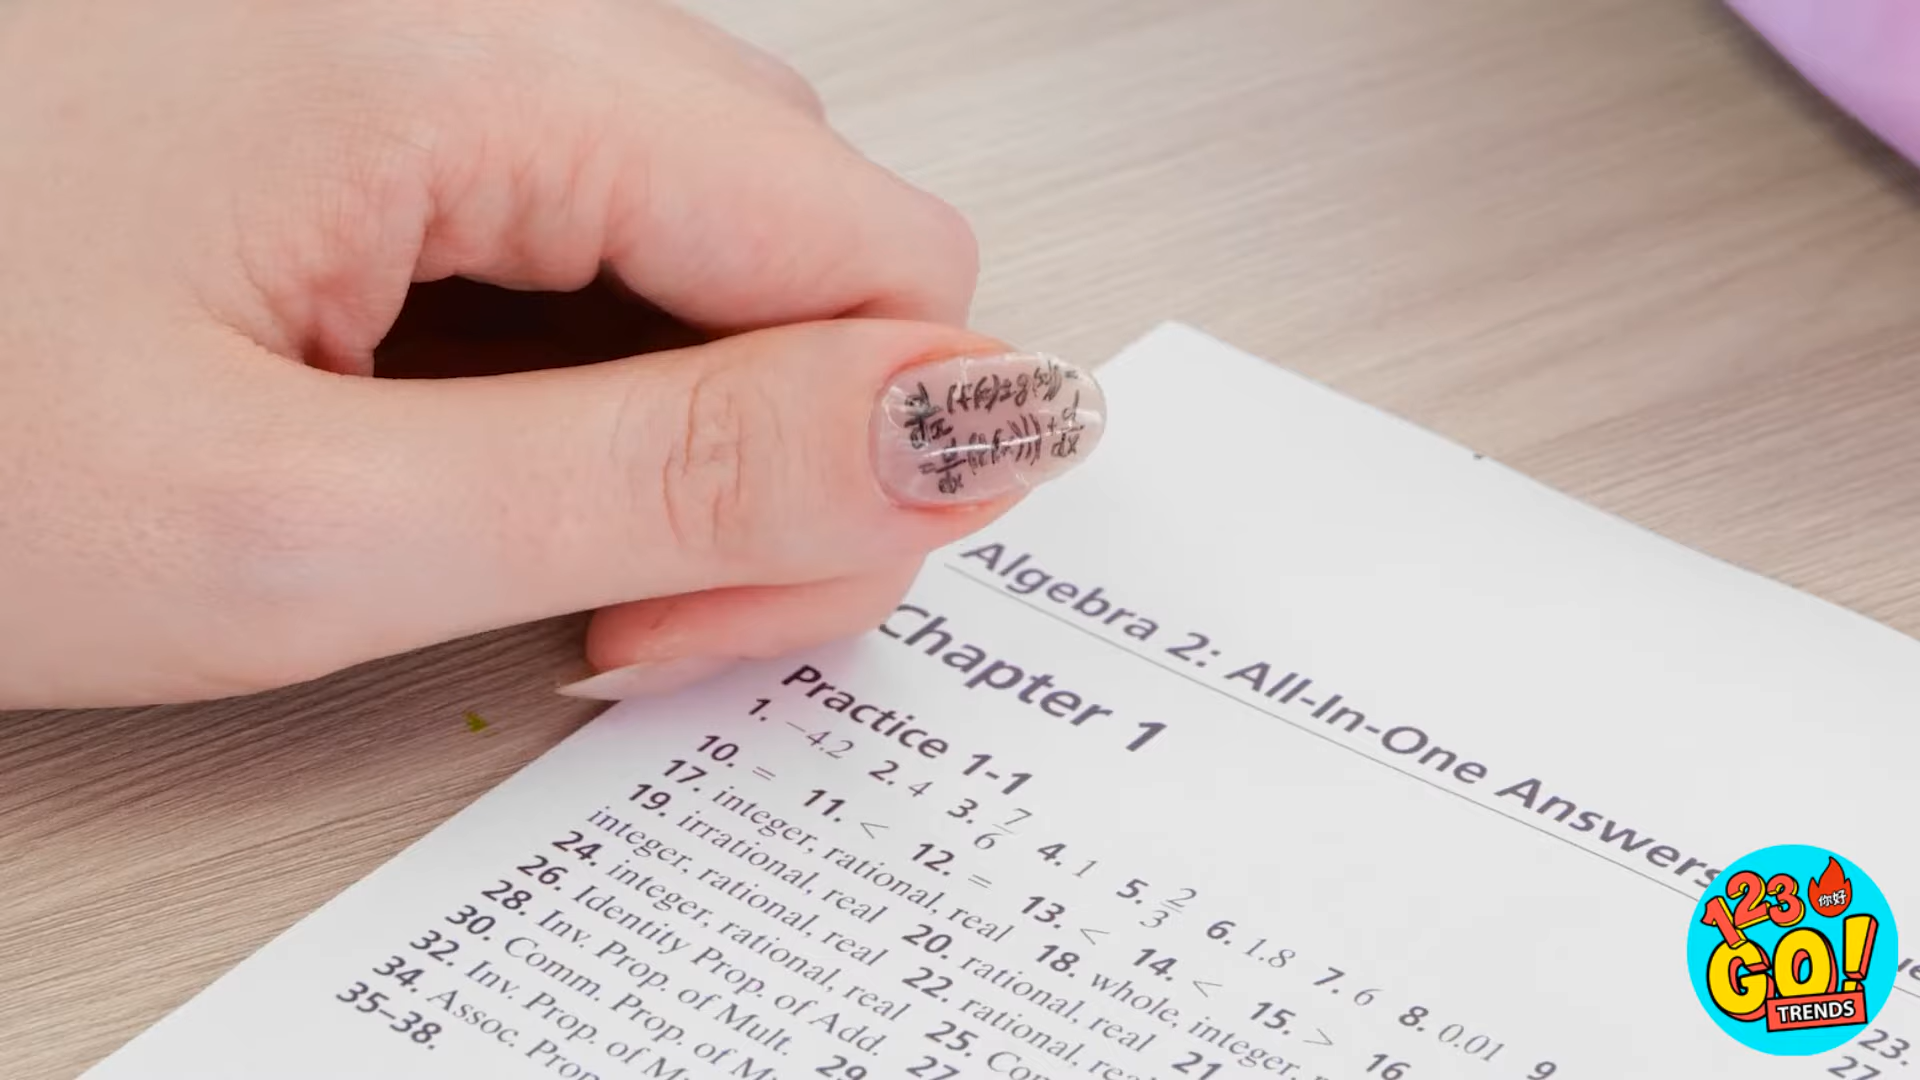 Algebra 2: All-In-One Answers
Chapter 1
Practice 1-1
1. −4.2 2. 4 3. 7/6 4. 1 5. 2/3 6. 1.8 7. 6 8. 0.01 9
10. = 11. < 12. = 13. < 14. < 15. > 16
17. integer, rational, real 18. whole, integer,
19. irrational, real 20. rational, real 21
integer, rational, real 22. rational,
24. integer, rational, real 25.
26. Identity Prop. of Add. 27
28. Inv. Prop. of Mult. 29
30. Comm. Prop. of
32. Inv. Prop. of
34. Assoc.
35–38.
23.
27
123
你好
GO!
TRENDS